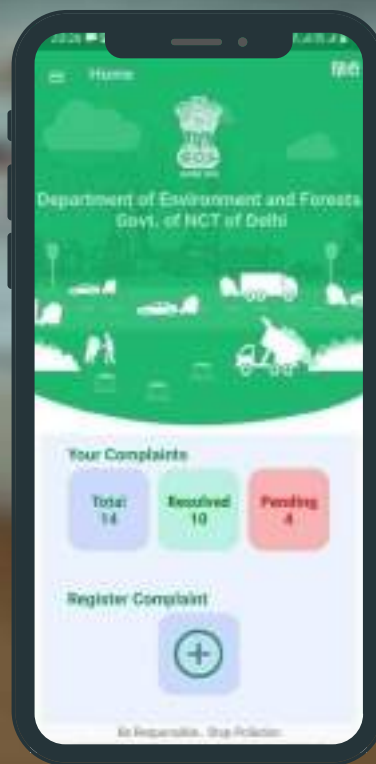 Home
हिंदी
Department of Environment and Forests
Govt. of NCT of Delhi
Your Complaints
Total
14
Resolved
10
Pending
4
Register Complaint
Be Responsible.. Stop Pollution